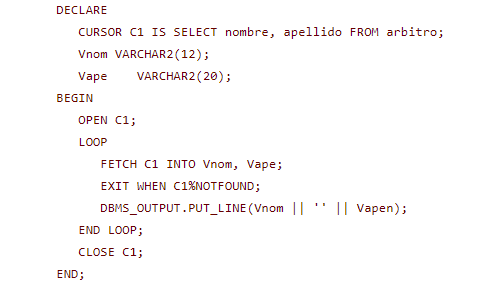 DECLARE
CURSOR C1 IS SELECT nombre, apellido FROM arbitro;
Vnom VARCHAR2(12);
Vape VARCHAR2(20);
BEGIN
OPEN C1;
LOOP
FETCH C1 INTO Vnom, Vape;
EXIT WHEN C1%NOTFOUND;
DBMS_OUTPUT.PUT_LINE(Vnom || '' || Vapen);
END LOOP;
CLOSE C1;
END;